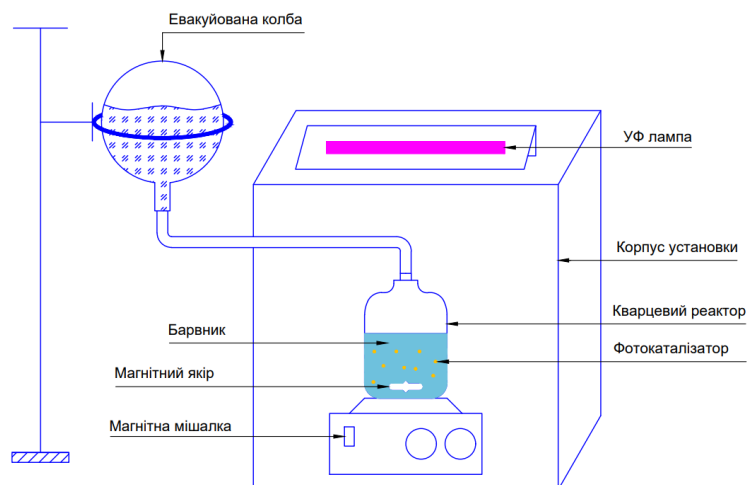 Евакуйована колба
УФ лампа
Корпус установки
Кварцевий реактор
Барвник
Фотокаталізатор
Магнітний якір
Магнітна мішалка